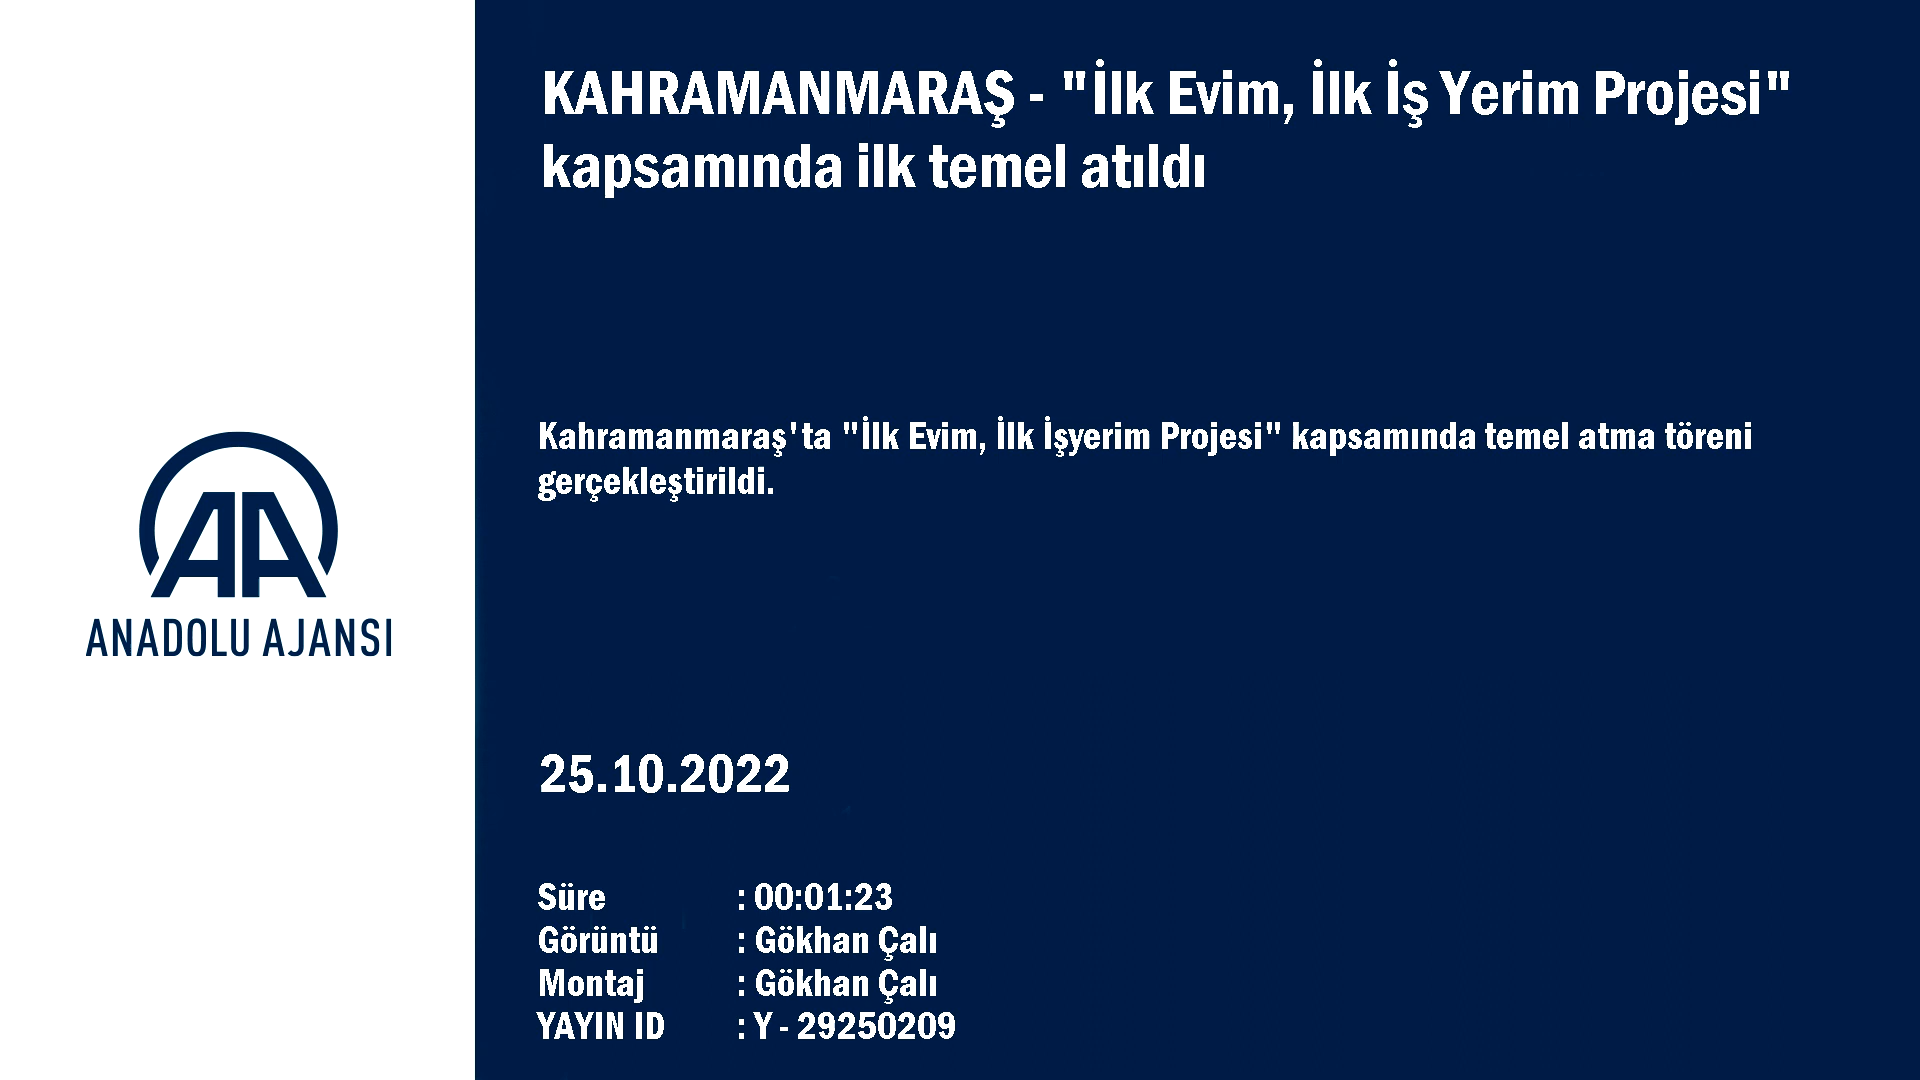 KAHRAMANMARAŞ - "İlk Evim, İlk İş Yerim Projesi"
kapsamında ilk temel atıldı
Kahramanmaraş'ta "İlk Evim, İlk İşyerim Projesi" kapsamında temel atma töreni
gerçekleştirildi.
AA
ANADOLU AJANSI
25.10.2022
Süre : 00:01:23
Görüntü : Gökhan Çalı
Montaj : Gökhan Çalı
YAYIN ID : Y - 29250209